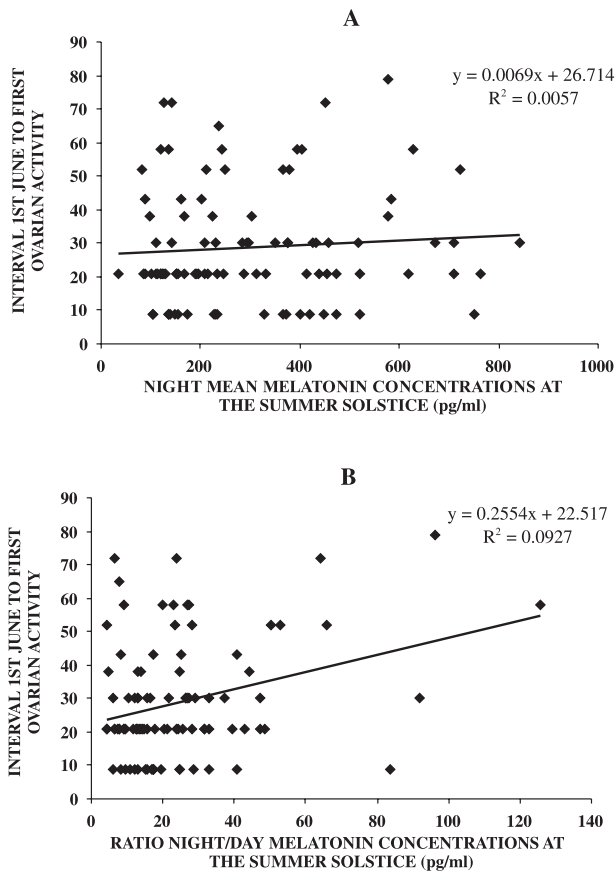 A
INTERVAL 1ST JUNE TO FIRST
OVARIAN ACTIVITY
90
80
70
60
50
40
30
20
10
0
y = 0.0069x + 26.714
R² = 0.0057
0 200 400 600 800 1000
NIGHT MEAN MELATONIN CONCENTRATIONS AT
THE SUMMER SOLSTICE (pg/ml)
B
INTERVAL 1ST JUNE TO FIRST
OVARIAN ACTIVITY
90
80
70
60
50
40
30
20
10
0
y = 0.2554x + 22.517
R² = 0.0927
0 20 40 60 80 100 120 140
RATIO NIGHT/DAY MELATONIN CONCENTRATIONS AT
THE SUMMER SOLSTICE (pg/ml)